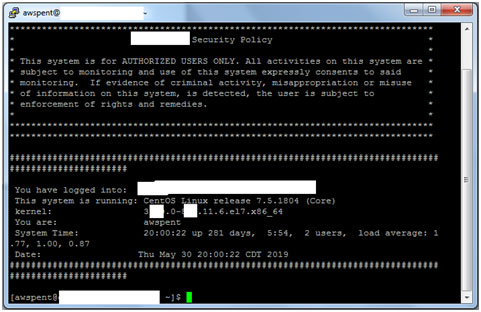 awspent@ ~
********************************************************************************
* Security Policy *
* *
* This system is for AUTHORIZED USERS ONLY. All activities on this system are *
* subject to monitoring and use of this system expressly consents to said *
* monitoring. If evidence of criminal activity, misappropriation or misuse *
* of information on this system, is detected, the user is subject to *
* enforcement of rights and remedies. *
* *
********************************************************************************
********************************************************************************
################################################################################
######################
You have logged into:
This system is running: CentOS Linux release 7.5.1804 (Core)
kernel: 3 .0- .11.6.el7.x86_64
You are: awspent
System Time: 20:00:22 up 281 days, 5:54, 2 users, load average: 1
.77, 1.00, 0.87
Date: Thu May 30 20:00:22 CDT 2019
################################################################################
######################
[awspent@ ~]$